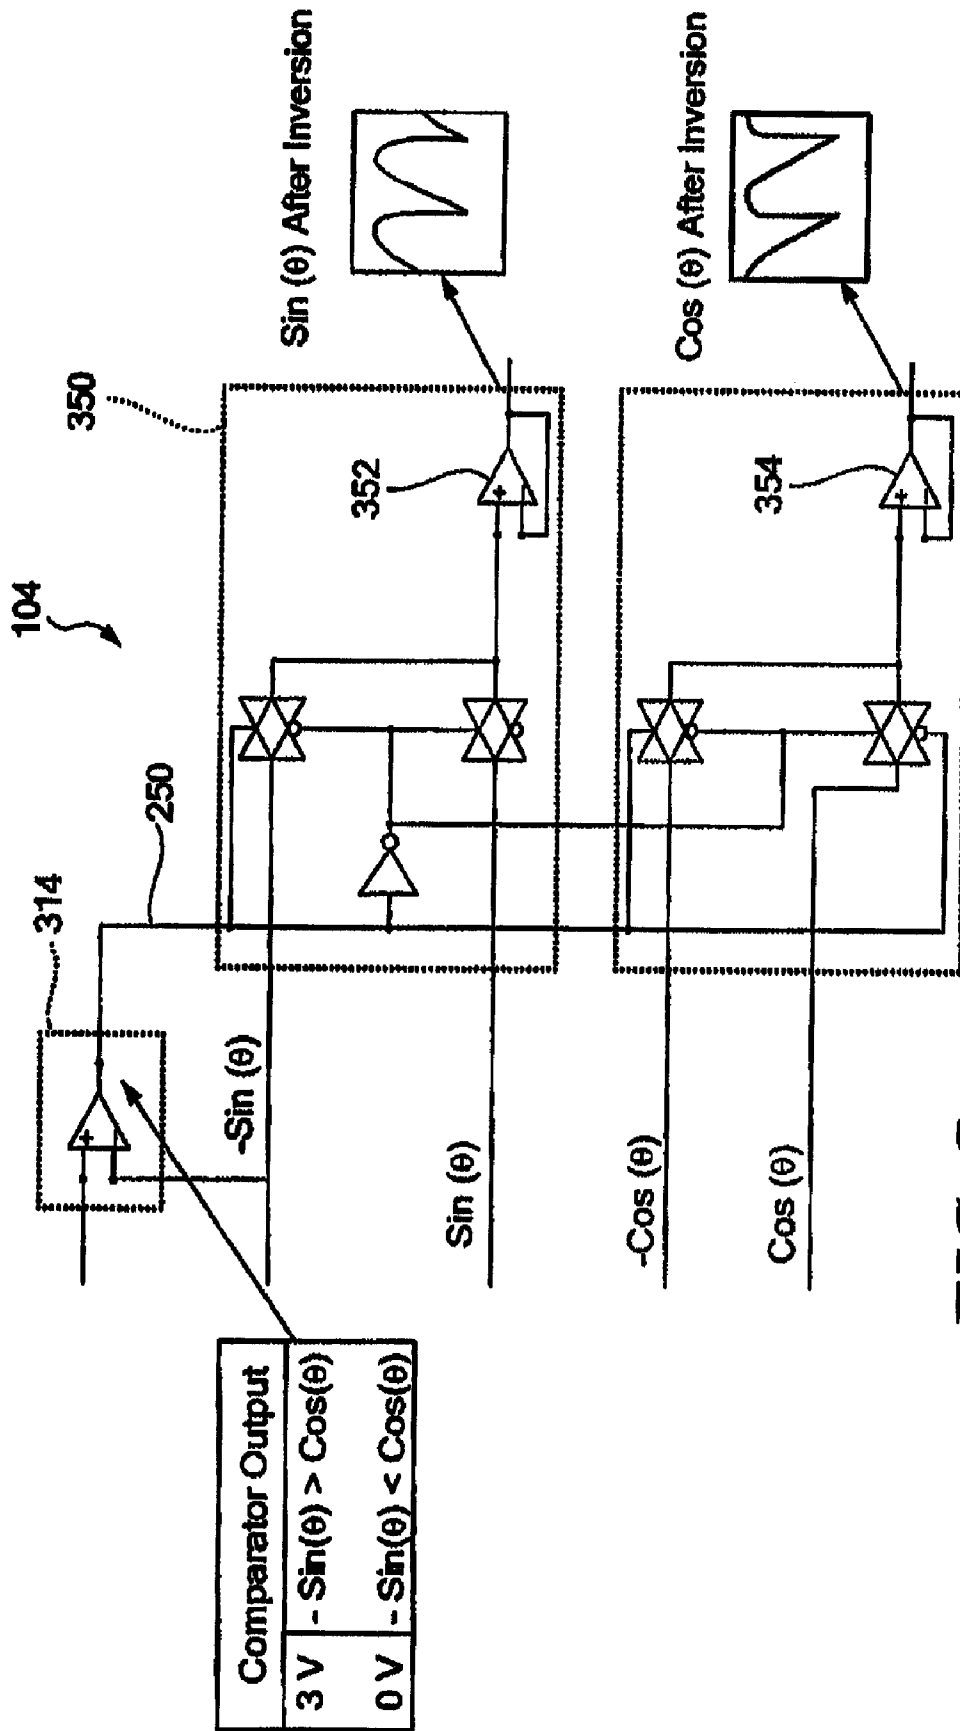 104
314
250
350
352
354
Sin (θ) After Inversion
Cos (θ) After Inversion
-Sin (θ)
Sin (θ)
-Cos (θ)
Cos (θ)
Comparator Output
3 V - Sin(θ) > Cos(θ)
0 V - Sin(θ) < Cos(θ)
+
+
+